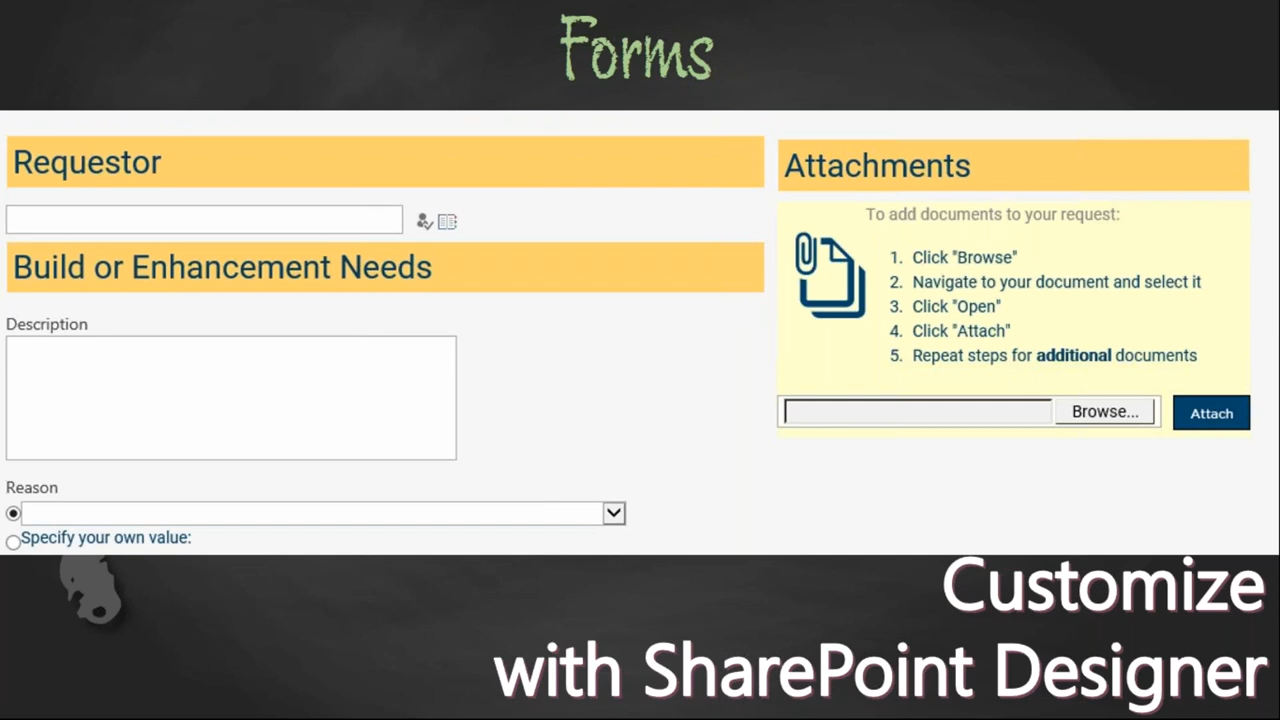 Forms
Requestor
Build or Enhancement Needs
Description
Reason
Specify your own value:
Attachments
To add documents to your request:
1. Click "Browse"
2. Navigate to your document and select it
3. Click "Open"
4. Click "Attach"
5. Repeat steps for additional documents
Browse...
Attach
Customize
with SharePoint Designer